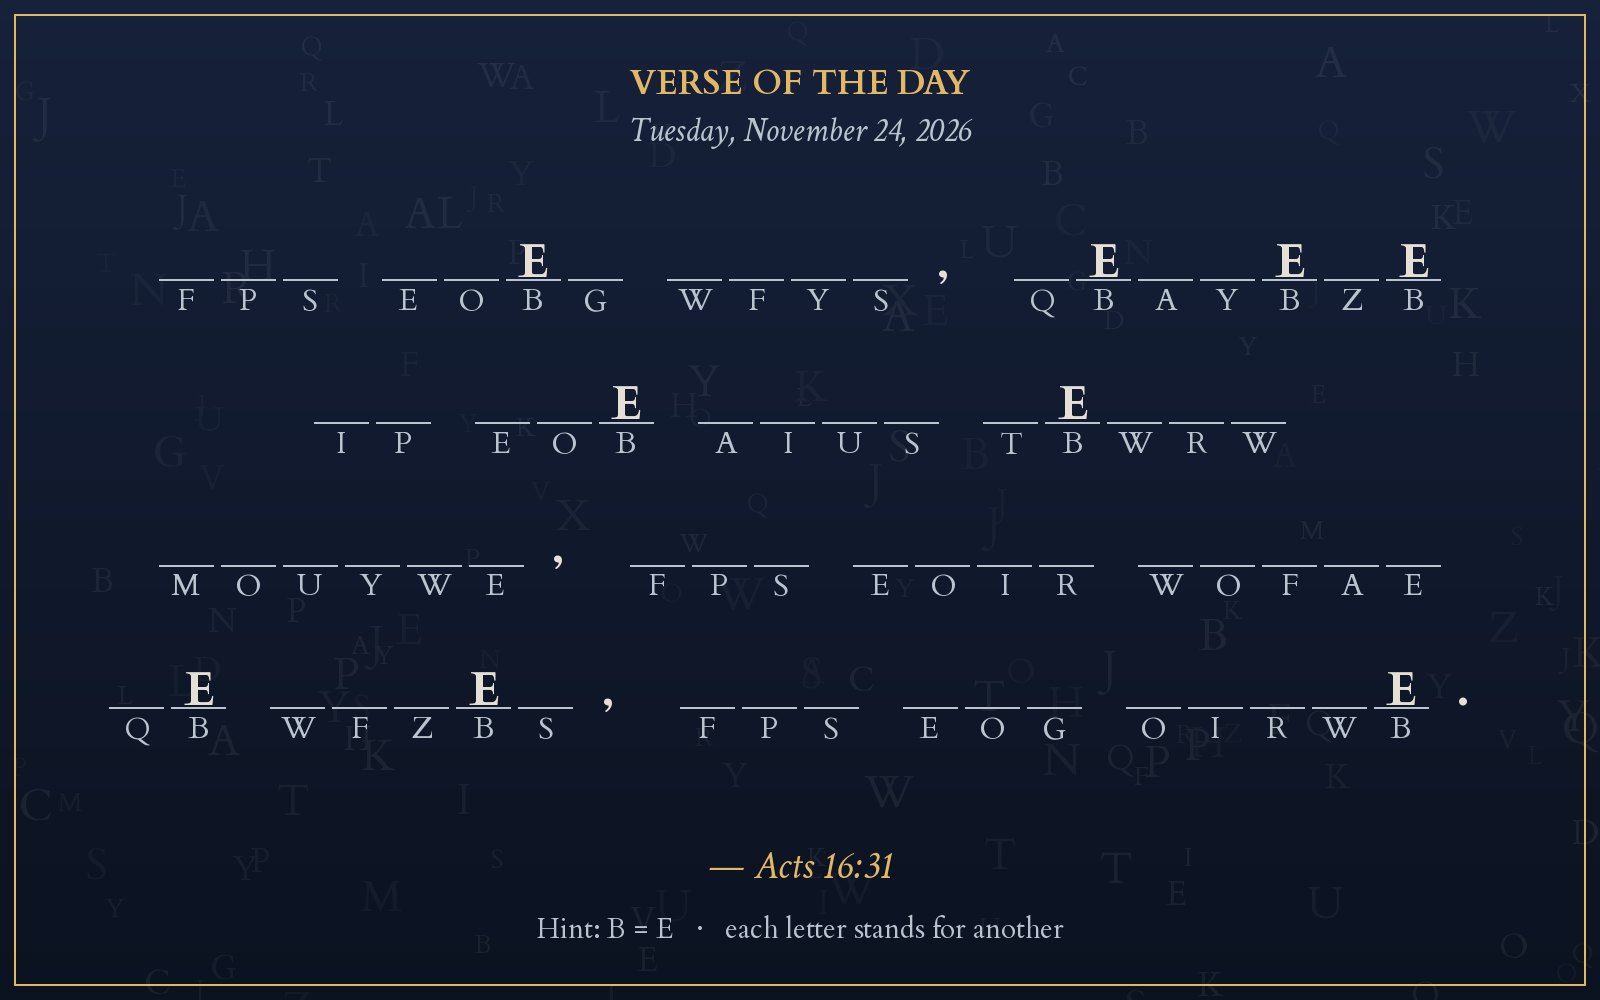 VERSE OF THE DAY
Tuesday, November 24, 2026
E , E E E
F P S E O B G W F Y S Q B A Y B Z B
E E
I P E O B A I U S T B W R W
,
M O U Y W E F P S E O I R W O F A E
E E , E .
Q B W F Z B S F P S E O G O I R W B
— Acts 16:31
Hint: B = E · each letter stands for another